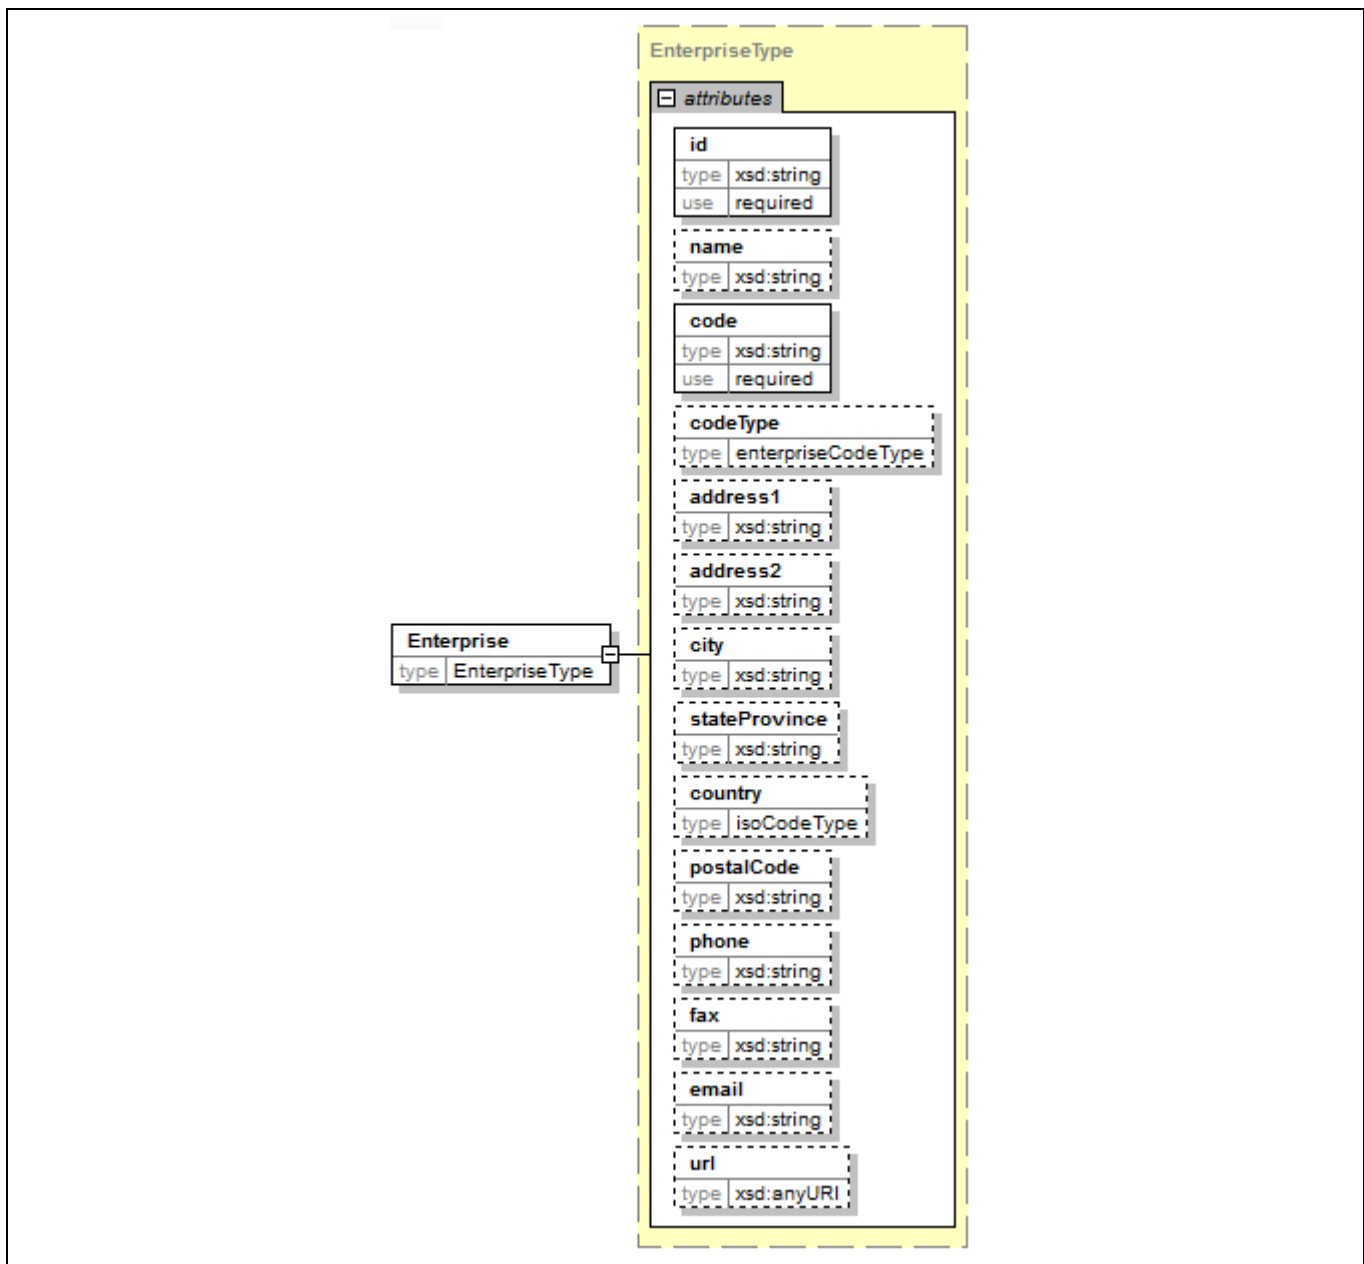 EnterpriseType
attributes
id
type xsd:string
use required
name
type xsd:string
code
type xsd:string
use required
codeType
type enterpriseCodeType
address1
type xsd:string
address2
type xsd:string
Enterprise
type EnterpriseType
city
type xsd:string
stateProvince
type xsd:string
country
type isoCodeType
postalCode
type xsd:string
phone
type xsd:string
fax
type xsd:string
email
type xsd:string
url
type xsd:anyURI